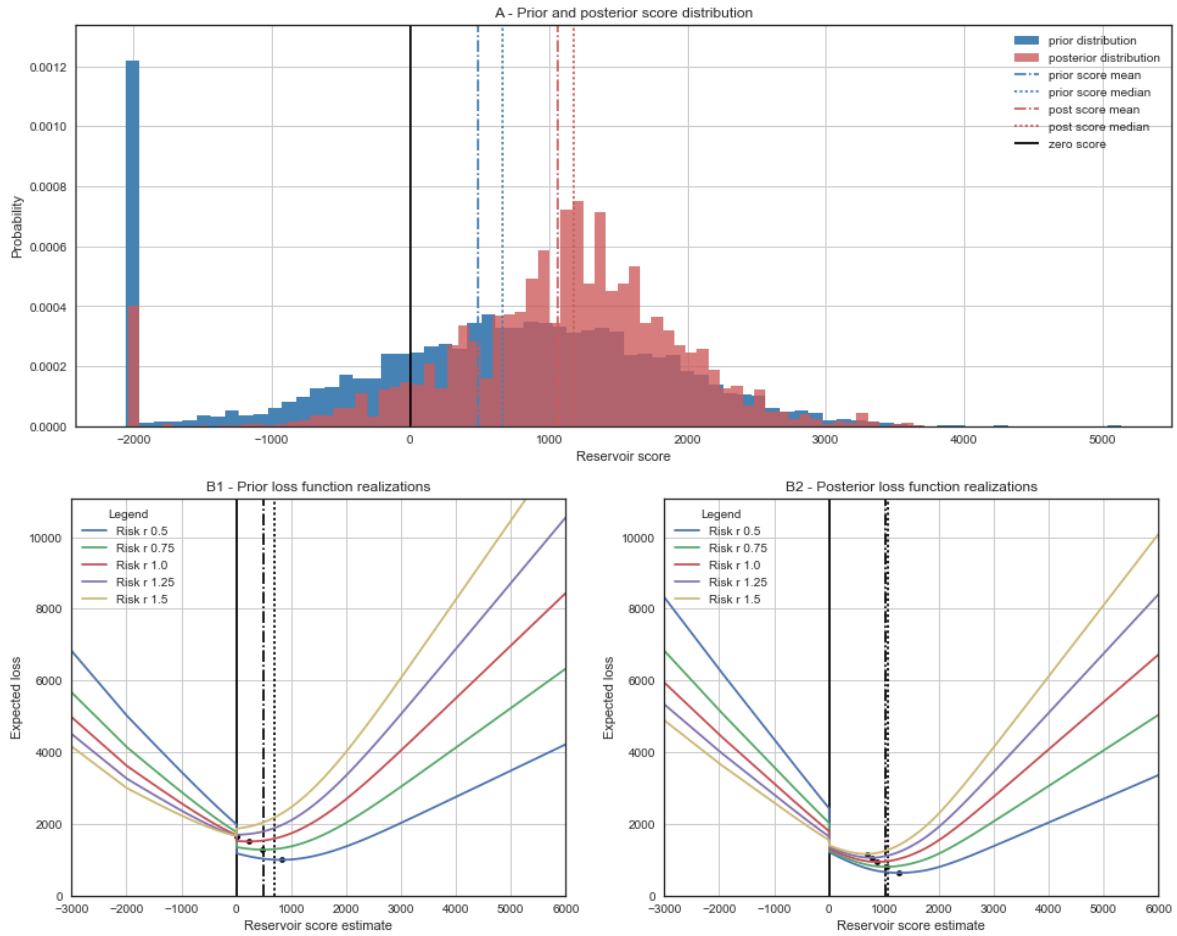 A - Prior and posterior score distribution
prior distribution
posterior distribution
prior score mean
prior score median
post score mean
post score median
zero score
0.0012
0.0010
0.0008
0.0006
0.0004
0.0002
0.0000
Probability
−2000 −1000 0 1000 2000 3000 4000 5000
Reservoir score
B1 - Prior loss function realizations
Legend
Risk r 0.5
Risk r 0.75
Risk r 1.0
Risk r 1.25
Risk r 1.5
10000
8000
6000
4000
2000
0
Expected loss
−3000 −2000 −1000 0 1000 2000 3000 4000 5000 6000
Reservoir score estimate
B2 - Posterior loss function realizations
Legend
Risk r 0.5
Risk r 0.75
Risk r 1.0
Risk r 1.25
Risk r 1.5
10000
8000
6000
4000
2000
0
Expected loss
−3000 −2000 −1000 0 1000 2000 3000 4000 5000 6000
Reservoir score estimate